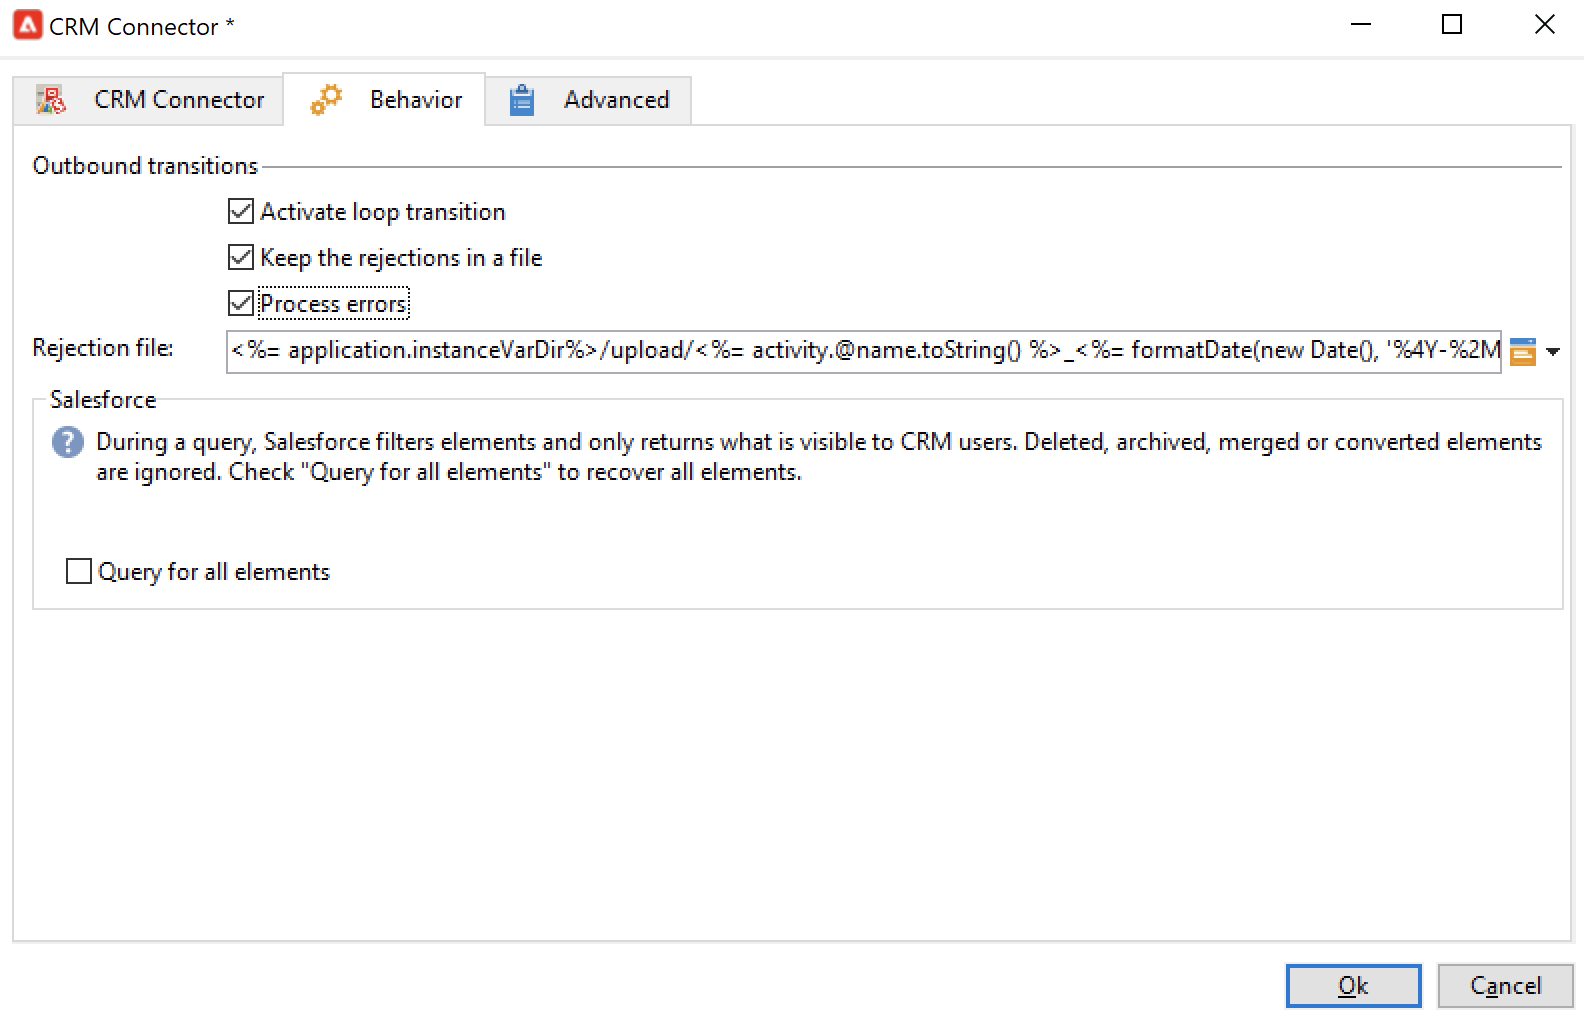 CRM Connector *
CRM Connector
Behavior
Advanced
Outbound transitions
Activate loop transition
Keep the rejections in a file
Process errors
Rejection file:
<%= application.instanceVarDir%>/upload/<%= activity.@name.toString() %>_<%= formatDate(new Date(), '%4Y-%2M
Salesforce
During a query, Salesforce filters elements and only returns what is visible to CRM users. Deleted, archived, merged or converted elements
are ignored. Check "Query for all elements" to recover all elements.
Query for all elements
Ok
Cancel